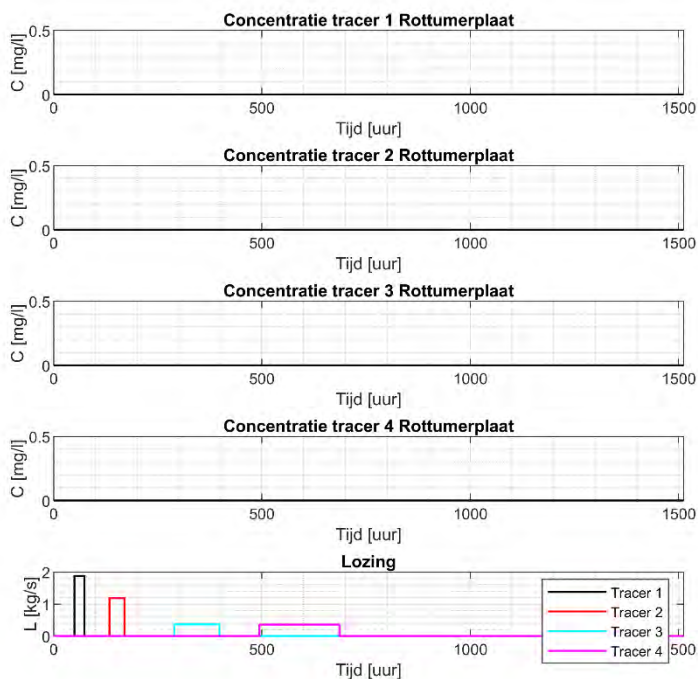 Concentratie tracer 1 Rottumerplaat
0.5
C [mg/l]
0
0 500 1000 1500
Tijd [uur]
Concentratie tracer 2 Rottumerplaat
0.5
C [mg/l]
0
0 500 1000 1500
Tijd [uur]
Concentratie tracer 3 Rottumerplaat
0.5
C [mg/l]
0
0 500 1000 1500
Tijd [uur]
Concentratie tracer 4 Rottumerplaat
0.5
C [mg/l]
0
0 500 1000 1500
Tijd [uur]
Lozing
2
L [kg/s]
1
0
Tracer 1
Tracer 2
Tracer 3
Tracer 4
0 500 1000 1500
Tijd [uur]